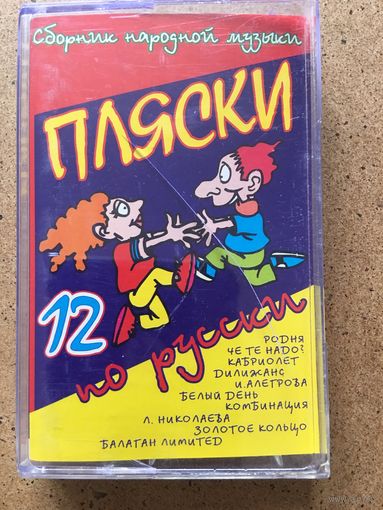 Сборник народной музыки
ПЛЯСКИ
12
по русски
РОДНЯ
ЧЕ ТЕ НАДО?
КАБРИОЛЕТ
ДИЛИЖАНС
И.АЛЕГРОВА
БЕЛЫЙ ДЕНЬ
КОМБИНАЦИЯ
Л. НИКОЛАЕВА
ЗОЛОТОЕ КОЛЬЦО
БАЛАГАН ЛИМИТЕД